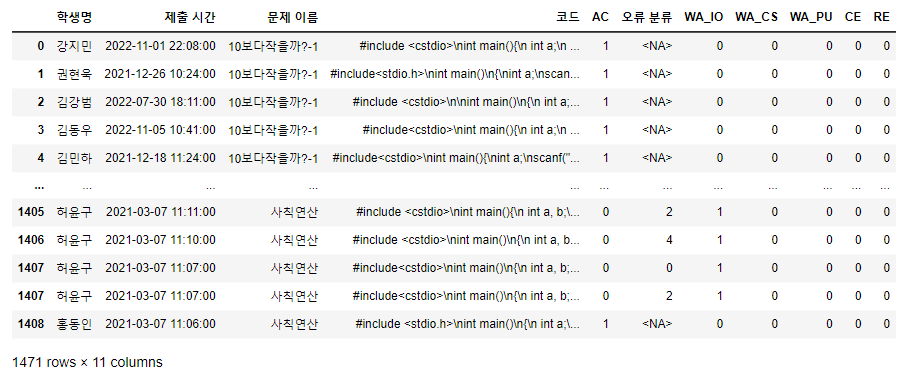 학생명 제출 시간 문제 이름 코드 AC 오류 분류 WA_IO WA_CS WA_PU CE RE
0 강지민 2022-11-01 22:08:00 10보다작을까?-1 #include <cstdio>\nint main(){\n int a;\n ... 1 <NA> 0 0 0 0 0
1 권현욱 2021-12-26 10:24:00 10보다작을까?-1 #include<stdio.h>\nint main()\n{\nint a;\nscan... 1 <NA> 0 0 0 0 0
2 김강범 2022-07-30 18:11:00 10보다작을까?-1 #include <cstdio>\n\nint main()\n{\n int a;... 1 <NA> 0 0 0 0 0
3 김동우 2022-11-05 10:41:00 10보다작을까?-1 #include <cstdio>\nint main(){\n int a;\n ... 1 <NA> 0 0 0 0 0
4 김민하 2021-12-18 11:24:00 10보다작을까?-1 #include<cstdio>\nint main(){\nint a;\nscanf("... 1 <NA> 0 0 0 0 0
... ... ... ... ... ... ... ... ... ... ... ...
1405 허윤구 2021-03-07 11:11:00 사칙연산 #include <cstdio>\nint main(){\n int a, b;\... 0 2 1 0 0 0 0
1406 허윤구 2021-03-07 11:10:00 사칙연산 #include <cstdio>\nint main()\n{\n int a, b... 0 4 1 0 0 0 0
1407 허윤구 2021-03-07 11:07:00 사칙연산 #include<cstdio>\nint main()\n{\n int a, b;... 0 0 1 0 0 0 0
1407 허윤구 2021-03-07 11:07:00 사칙연산 #include<cstdio>\nint main()\n{\n int a, b;... 0 2 1 0 0 0 0
1408 홍동인 2021-03-07 11:06:00 사칙연산 #include <stdio.h>\nint main()\n{\n int a;\... 1 <NA> 0 0 0 0 0
1471 rows × 11 columns